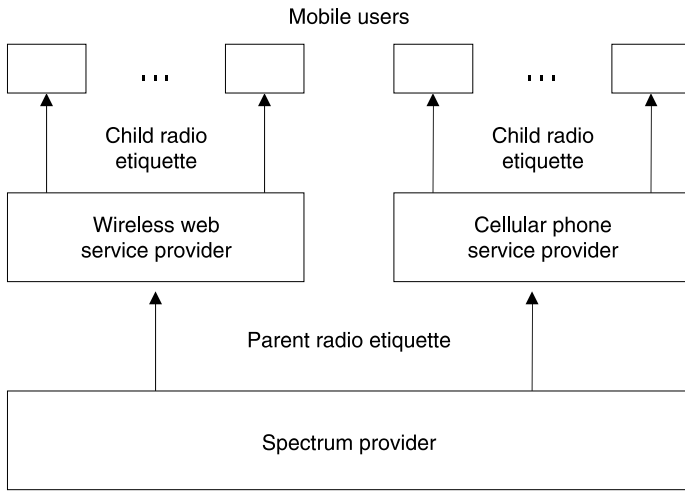 Mobile users
...
...
Child radio
etiquette
Child radio
etiquette
Wireless web
service provider
Cellular phone
service provider
Parent radio etiquette
Spectrum provider